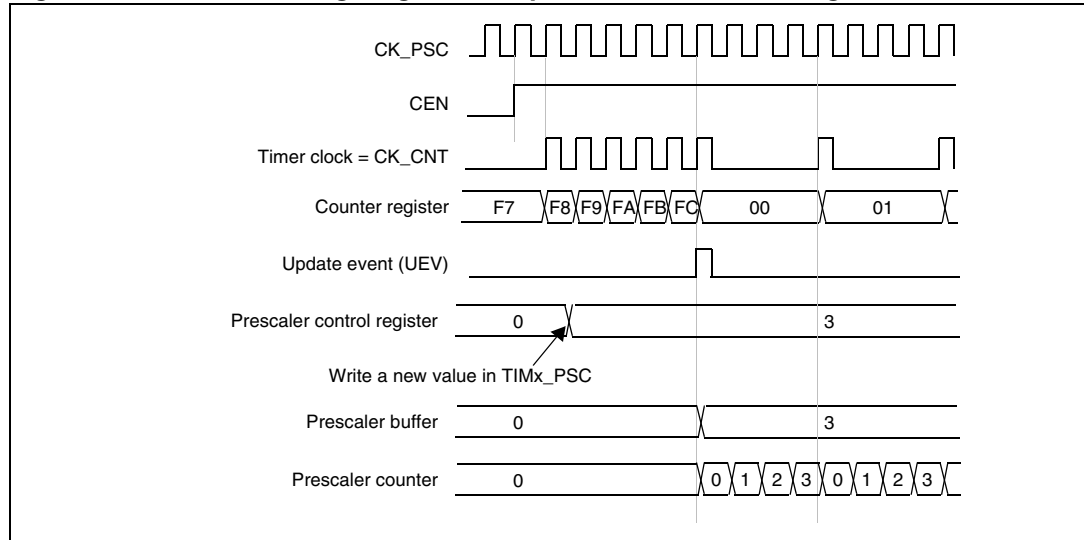 CK_PSC
CEN
Timer clock = CK_CNT
Counter register F7 F8 F9 FA FB FC 00 01
Update event (UEV)
Prescaler control register 0 3
Write a new value in TIMx_PSC
Prescaler buffer 0 3
Prescaler counter 0 0 1 2 3 0 1 2 3